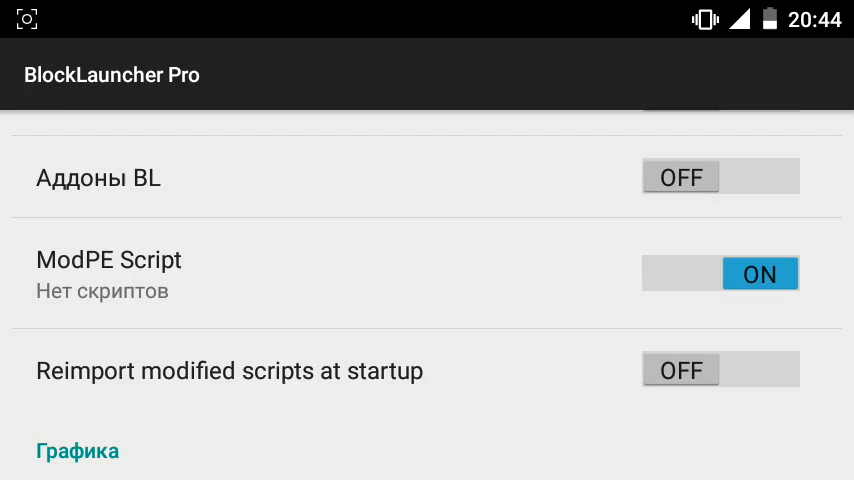 20:44
BlockLauncher Pro
Аддоны BL
OFF
ModPE Script
ON
Нет скриптов
Reimport modified scripts at startup
OFF
Графика